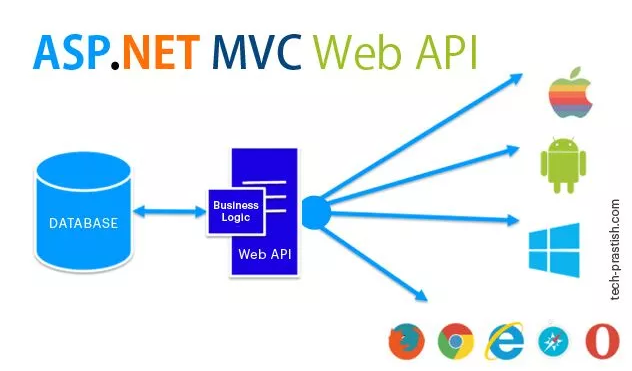 ASP.NET MVC Web API
DATABASE
Business
Logic
Web API
tech-prastish.com